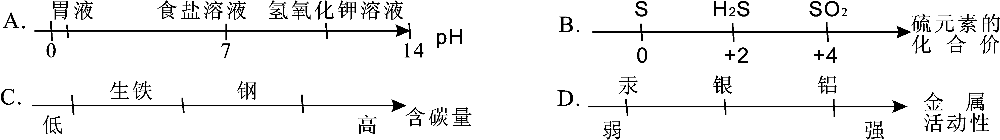 A. 胃液 食盐溶液 氢氧化钾溶液
0 7 14 pH
B. S H₂S SO₂ 硫元素的
0 +2 +4 化合价
C. 生铁 钢
低 高 含碳量
D. 汞 银 铝 金属
弱 强 活动性